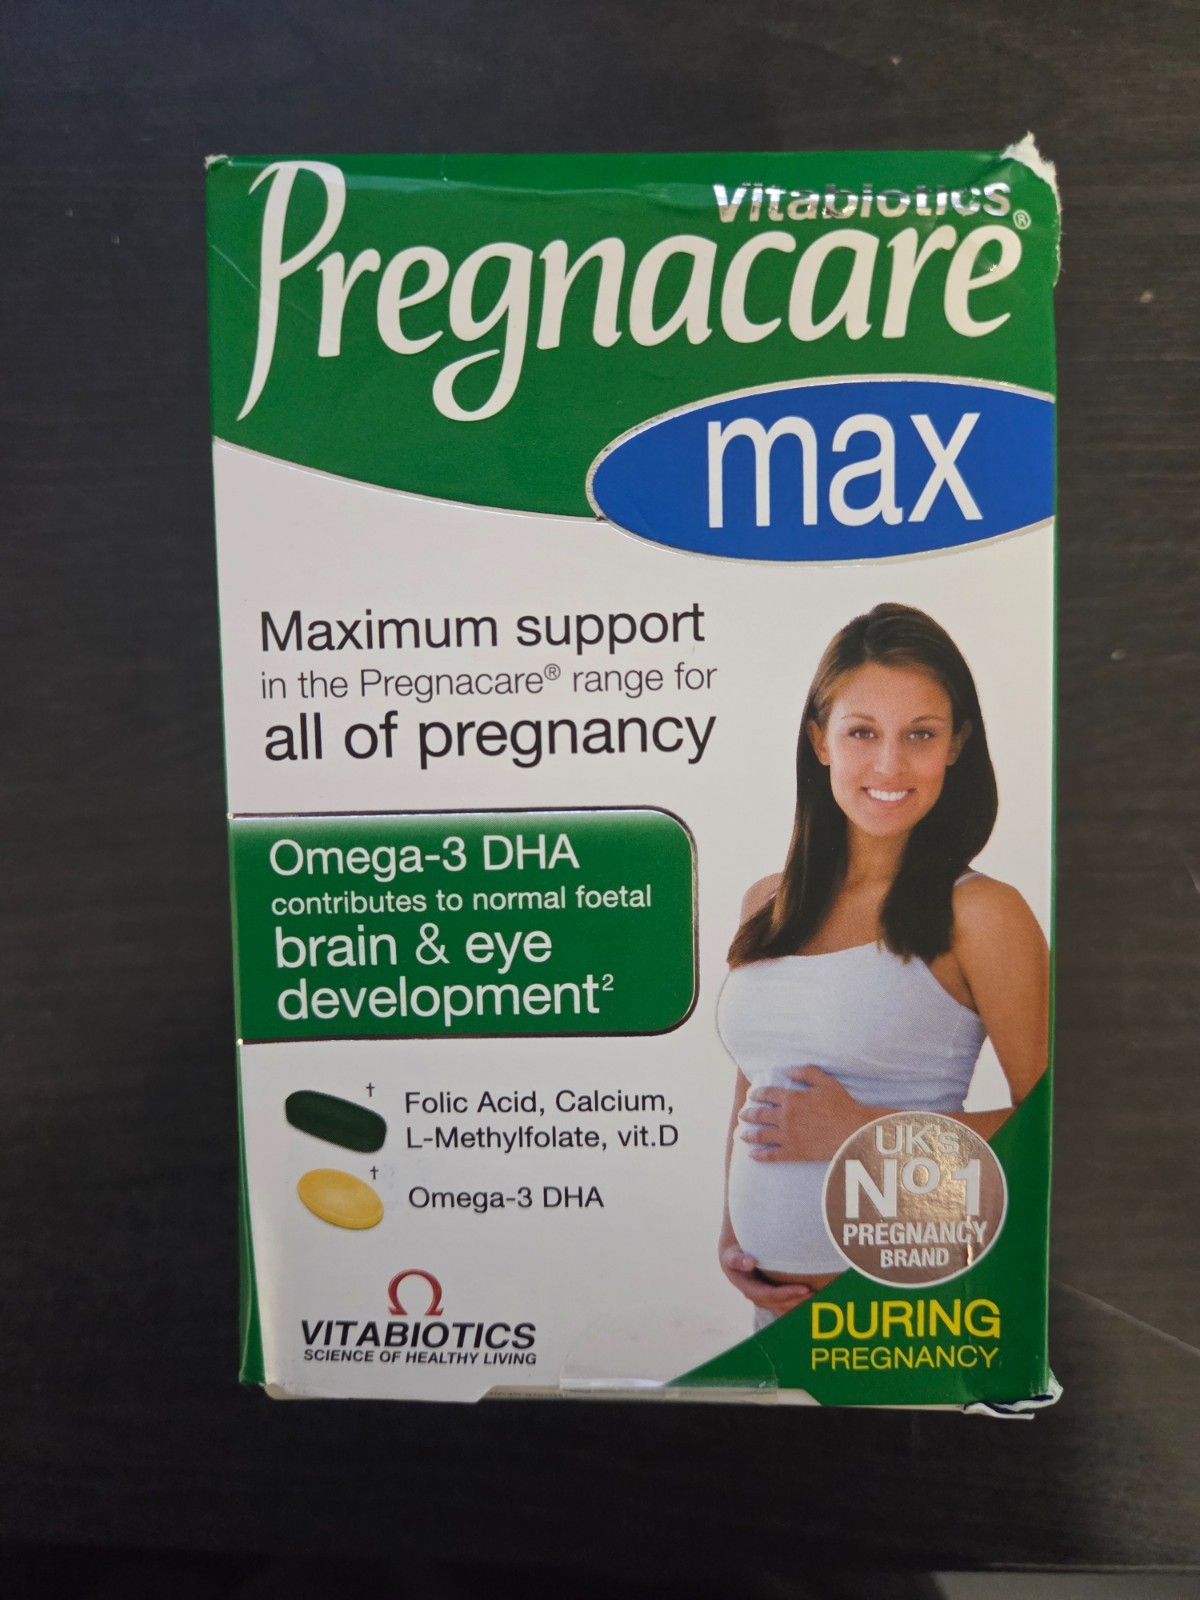 Vitabiotics
Pregnacare®
max
Maximum support
in the Pregnacare® range for
all of pregnancy
Omega-3 DHA
contributes to normal foetal
brain & eye
development²
†
Folic Acid, Calcium,
L-Methylfolate, vit.D
†
Omega-3 DHA
UK's
Nº1
PREGNANCY
BRAND
VITABIOTICS
SCIENCE OF HEALTHY LIVING
DURING
PREGNANCY